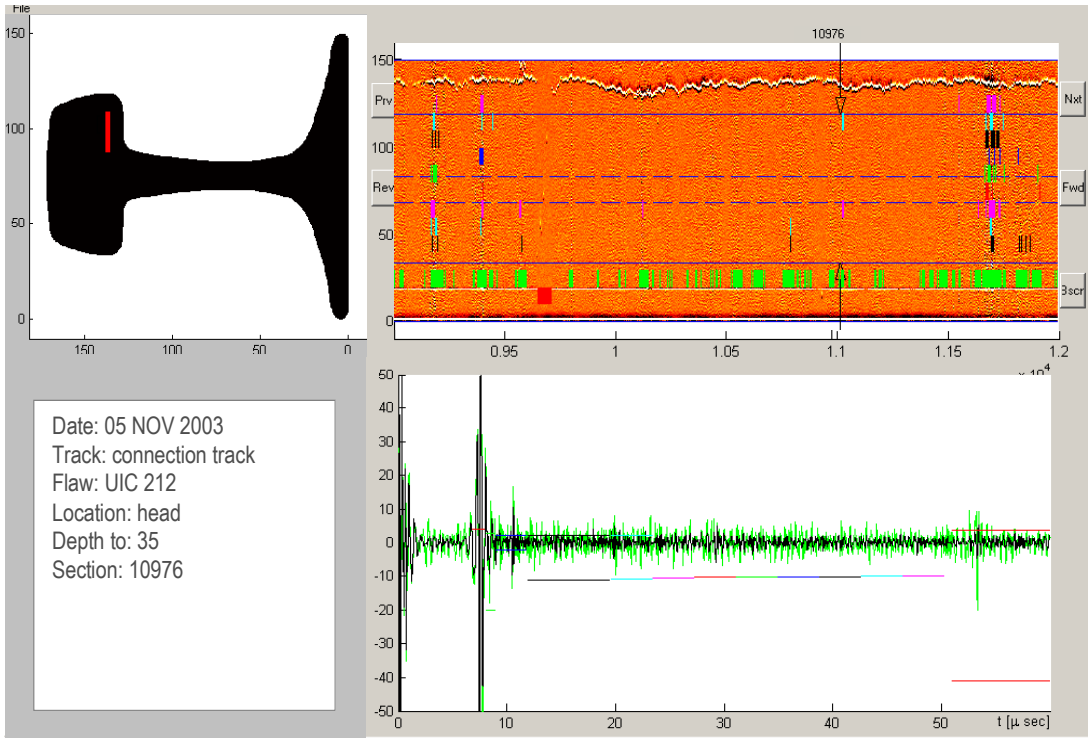 File
150
100
50
0
150
100
50
0
10976
150
100
50
0
Prv
Rev
Nxt
Fwd
Bscr
0.95
1
1.05
1.1
1.15
1.2
× 10⁴
Date: 05 NOV 2003
Track: connection track
Flaw: UIC 212
Location: head
Depth to: 35
Section: 10976
50
40
30
20
10
0
-10
-20
-30
-40
-50
0
10
20
30
40
50
t [μ sec]